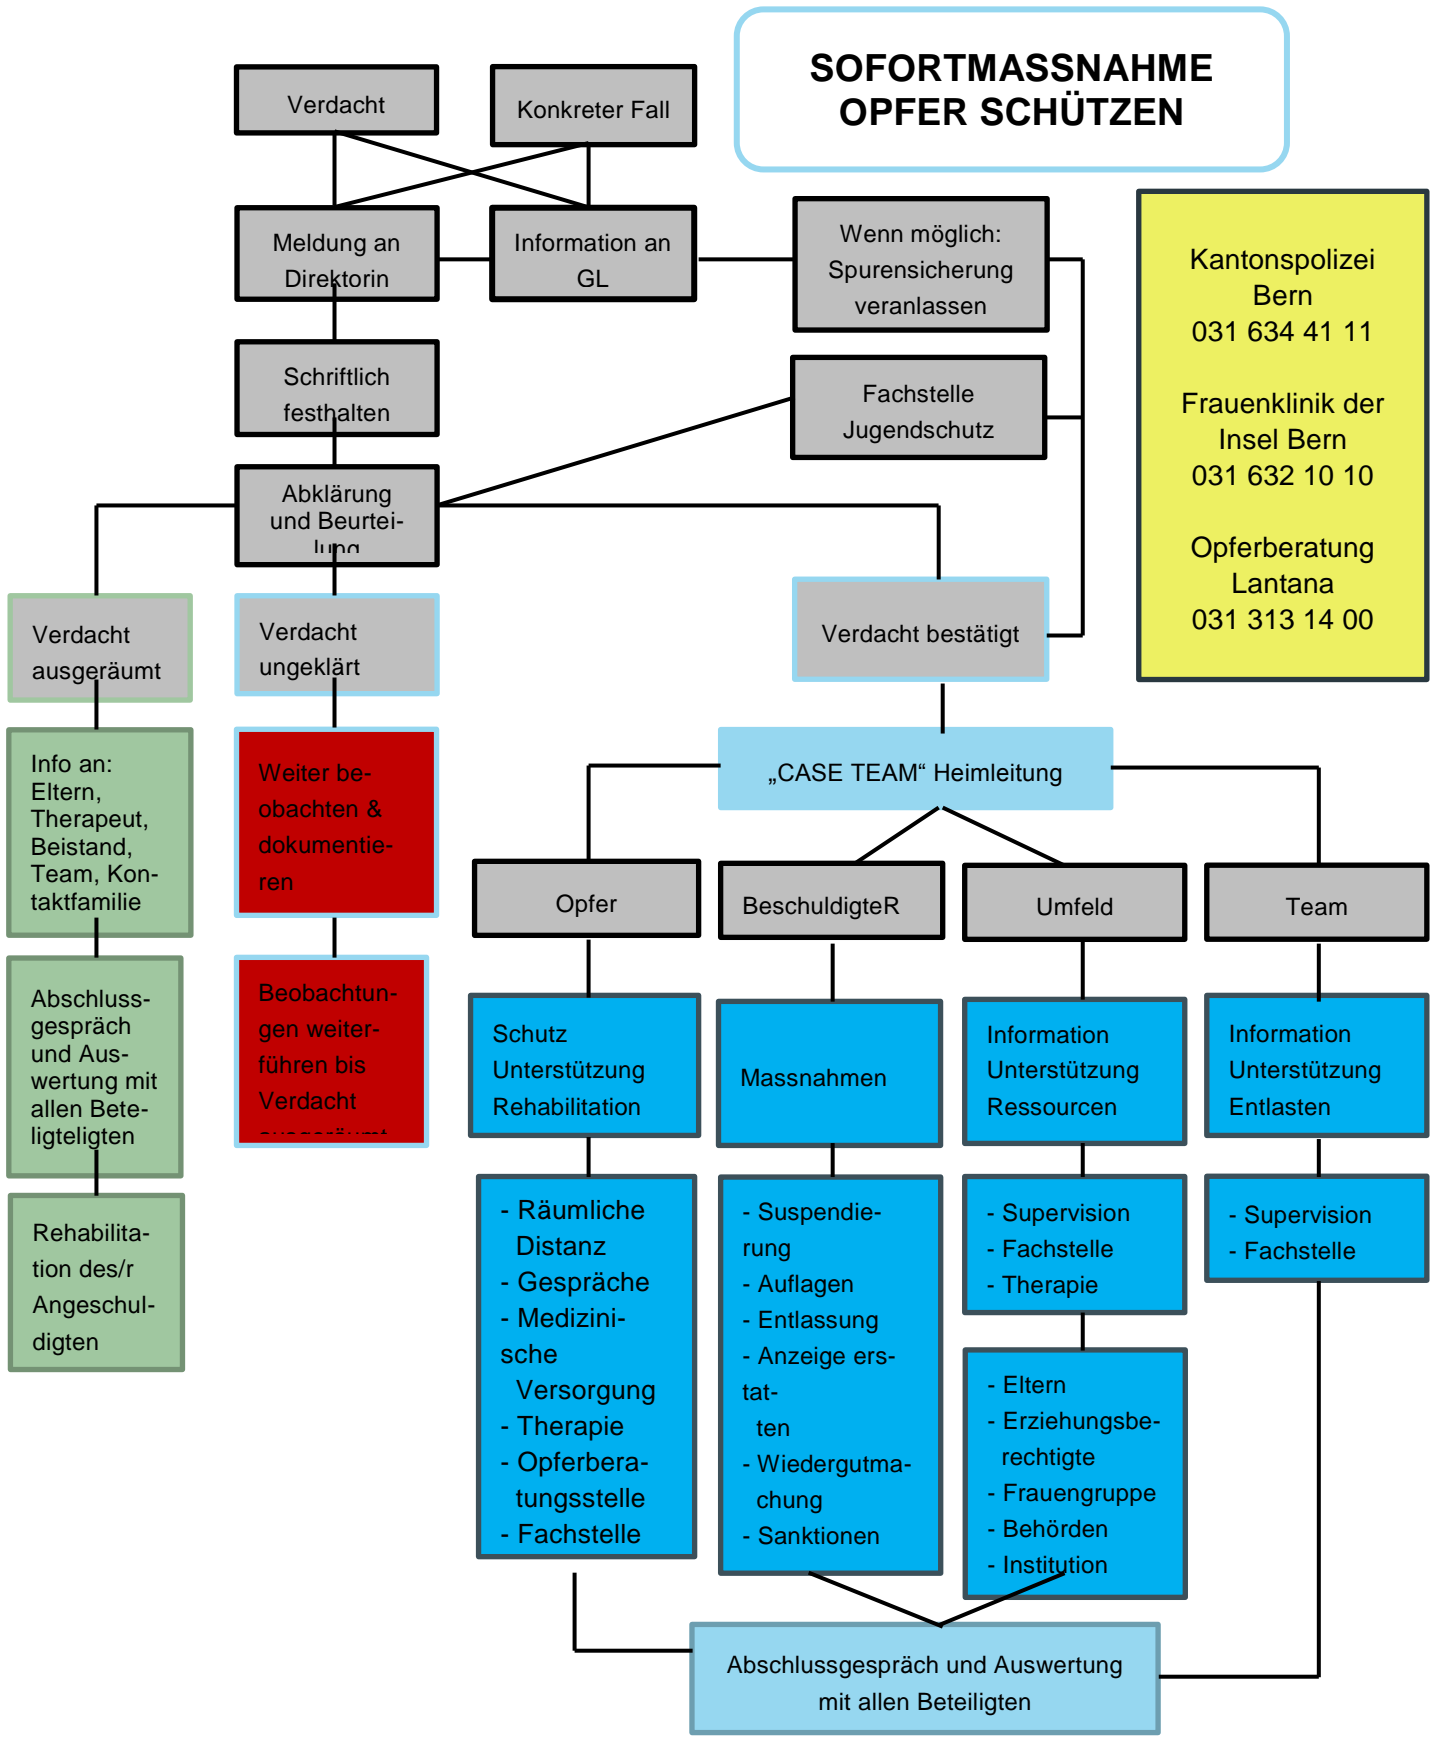 SOFORTMASSNAHME
OPFER SCHÜTZEN
Verdacht
Konkreter Fall
Meldung an
Direktorin
Information an
GL
Wenn möglich:
Spurensicherung
veranlassen
Kantonspolizei
Bern
031 634 41 11
Frauenklinik der
Insel Bern
031 632 10 10
Opferberatung
Lantana
031 313 14 00
Schriftlich
festhalten
Fachstelle
Jugendschutz
Abklärung
und Beurtei-
lung
Verdacht
ausgeräumt
Verdacht
ungeklärt
Verdacht bestätigt
Info an:
Eltern,
Therapeut,
Beistand,
Team, Kon-
taktfamilie
Weiter be-
obachten &
dokumentie-
ren
„CASE TEAM“ Heimleitung
Opfer
BeschuldigteR
Umfeld
Team
Abschluss-
gespräch
und Aus-
wertung mit
allen Bete-
ligteligten
Beobachtun-
gen weiter-
führen bis
Verdacht
ausgeräumt
Schutz
Unterstützung
Rehabilitation
Massnahmen
Information
Unterstützung
Ressourcen
Information
Unterstützung
Entlasten
Rehabilita-
tion des/r
Angeschul-
digten
- Räumliche
Distanz
- Gespräche
- Medizini-
sche
Versorgung
- Therapie
- Opferbera-
tungsstelle
- Fachstelle
- Suspendie-
rung
- Auflagen
- Entlassung
- Anzeige ers-
tat-
ten
- Wiedergutma-
chung
- Sanktionen
- Supervision
- Fachstelle
- Therapie
- Supervision
- Fachstelle
- Eltern
- Erziehungsbe-
rechtigte
- Frauengruppe
- Behörden
- Institution
Abschlussgespräch und Auswertung
mit allen Beteiligten